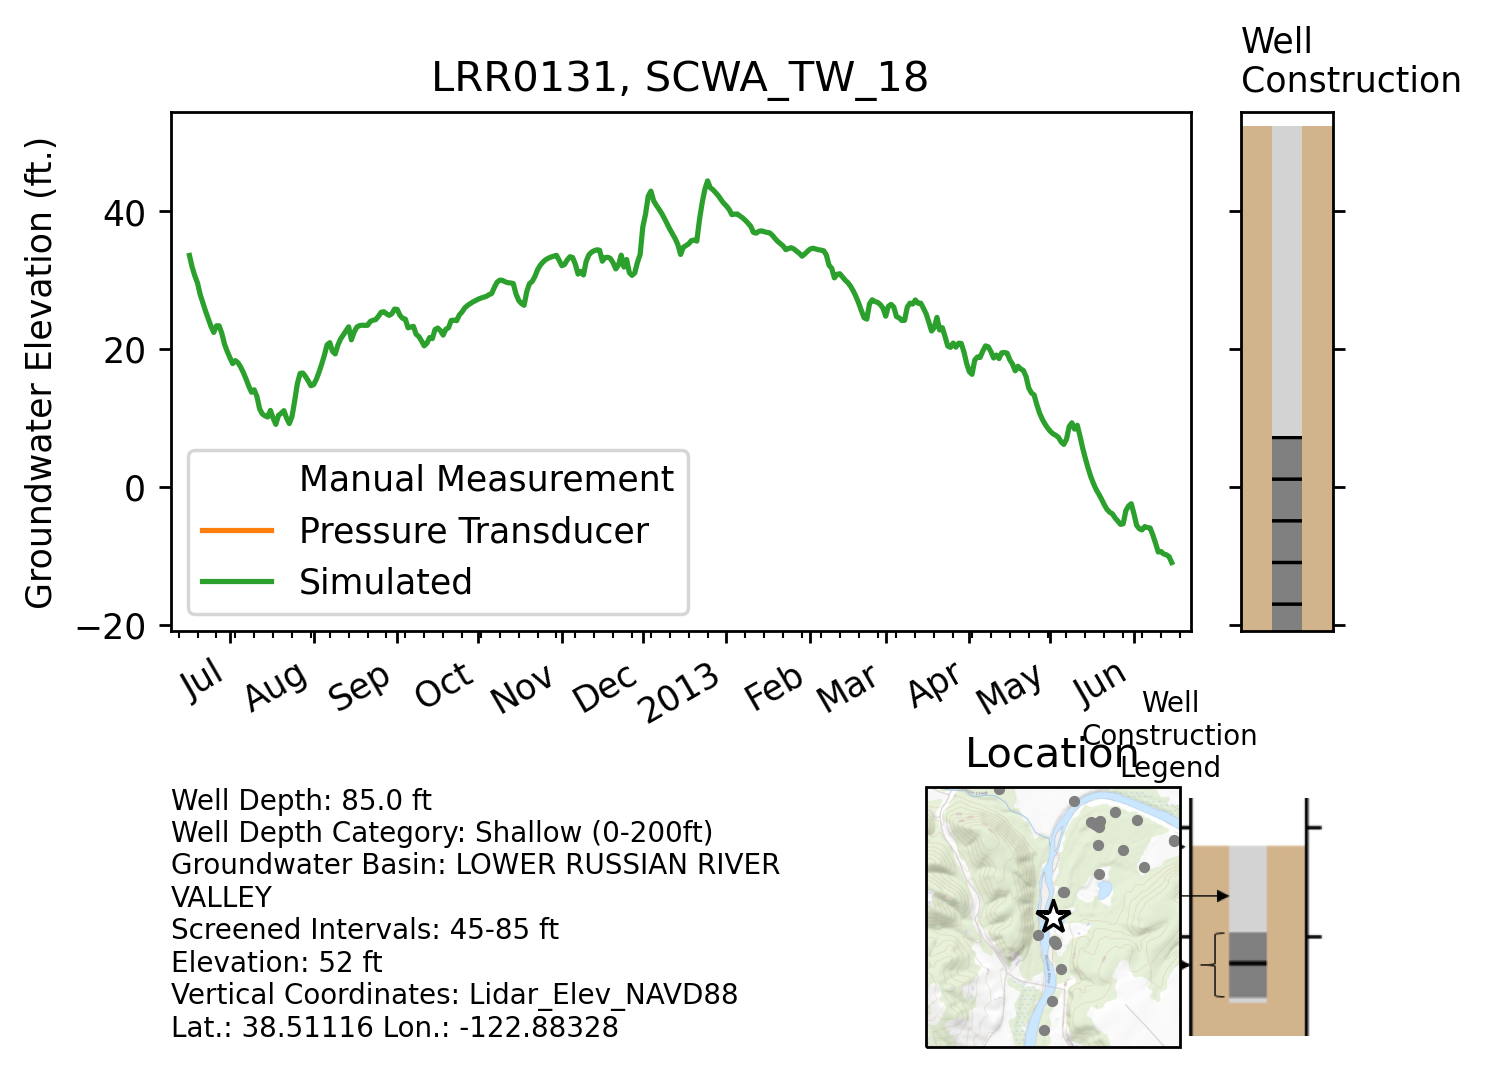 Well
Construction
LRR0131, SCWA_TW_18
Groundwater Elevation (ft.)
40
20
0
−20
Manual Measurement
Pressure Transducer
Simulated
Jul
Aug
Sep
Oct
Nov
Dec
2013
Feb
Mar
Apr
May
Jun
Well
Construction
Legend
Location
Well Depth: 85.0 ft
Well Depth Category: Shallow (0-200ft)
Groundwater Basin: LOWER RUSSIAN RIVER
VALLEY
Screened Intervals: 45-85 ft
Elevation: 52 ft
Vertical Coordinates: Lidar_Elev_NAVD88
Lat.: 38.51116 Lon.: -122.88328